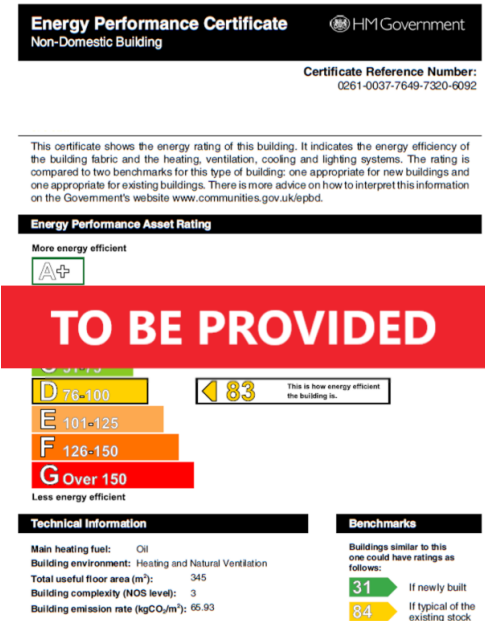 Energy Performance Certificate
HM Government
Non-Domestic Building
Certificate Reference Number:
0261-0037-7649-7320-6092
This certificate shows the energy rating of this building. It indicates the energy efficiency of
the building fabric and the heating, ventilation, cooling and lighting systems. The rating is
compared to two benchmarks for this type of building: one appropriate for new buildings and
one appropriate for existing buildings. There is more advice on how to interpret this information
on the Government's website www.communities.gov.uk/epbd.
Energy Performance Asset Rating
More energy efficient
A+
TO BE PROVIDED
D 76-100
83
This is how energy efficient
the building is.
E 101-125
F 126-150
G Over 150
Less energy efficient
Technical Information
Main heating fuel: Oil
Building environment: Heating and Natural Ventilation
Total useful floor area (m²): 345
Building complexity (NOS level): 3
Building emission rate (kgCO₂/m²): 65.93
Benchmarks
Buildings similar to this
one could have ratings as
follows:
31 If newly built
84 If typical of the
existing stock